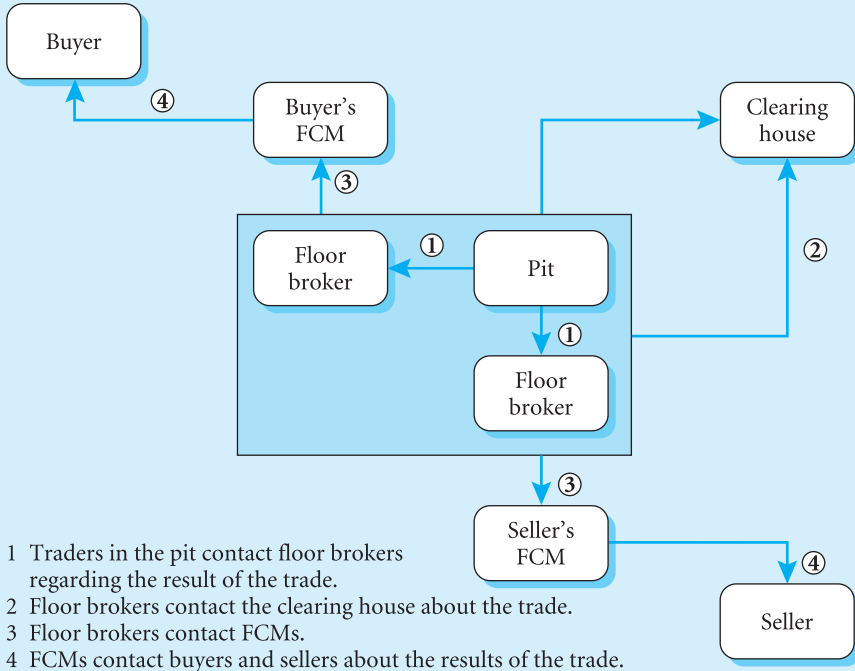 Buyer
④
Buyer’s
FCM
Clearing
house
③
Floor
broker
①
Pit
②
①
Floor
broker
③
Seller’s
FCM
④
Seller
1 Traders in the pit contact floor brokers
regarding the result of the trade.
2 Floor brokers contact the clearing house about the trade.
3 Floor brokers contact FCMs.
4 FCMs contact buyers and sellers about the results of the trade.